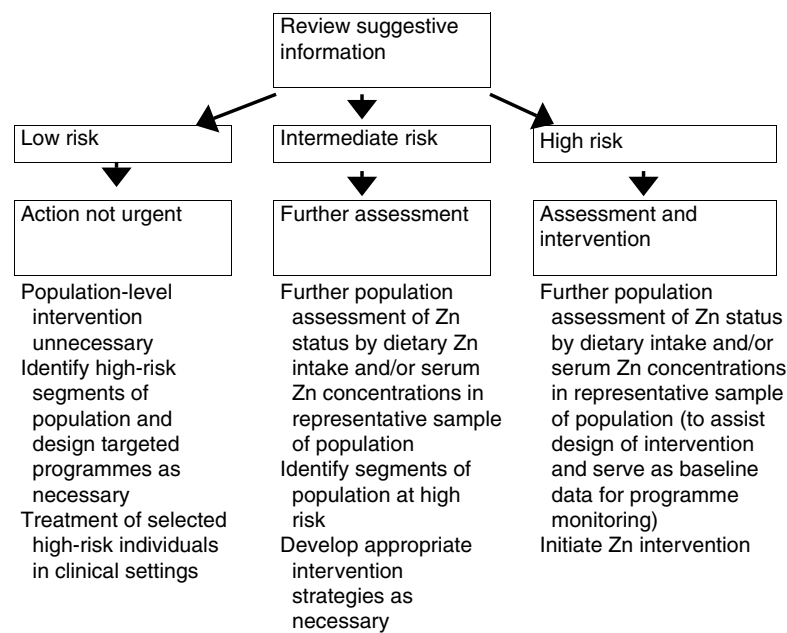 Review suggestive
information
Low risk
Intermediate risk
High risk
Action not urgent
Further assessment
Assessment and
intervention
Population-level
intervention
unnecessary
Identify high-risk
segments of
population and
design targeted
programmes as
necessary
Treatment of selected
high-risk individuals
in clinical settings
Further population
assessment of Zn
status by dietary Zn
intake and/or serum
Zn concentrations in
representative sample
of population
Identify segments of
population at high
risk
Develop appropriate
intervention
strategies as
necessary
Further population
assessment of Zn status
by dietary intake and/or
serum Zn concentrations
in representative sample
of population (to assist
design of intervention
and serve as baseline
data for programme
monitoring)
Initiate Zn intervention